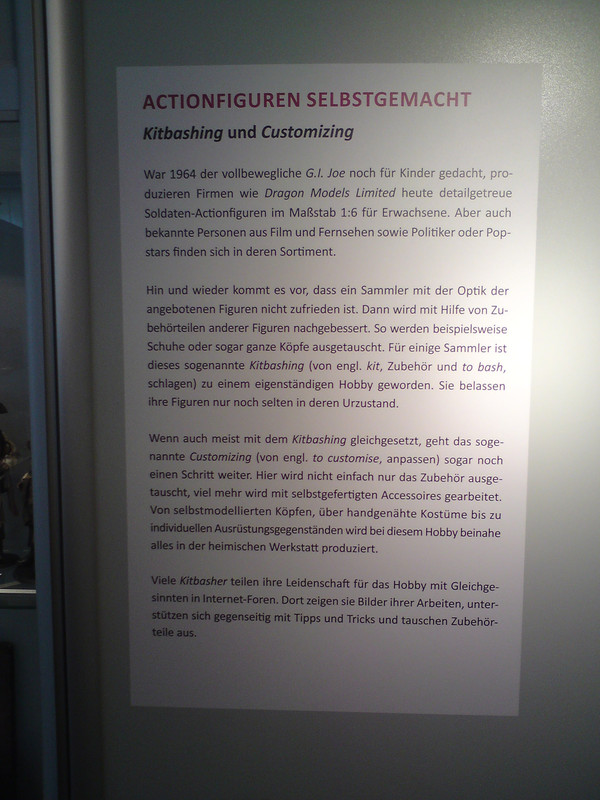 ACTIONFIGUREN SELBSTGEMACHT
Kitbashing und Customizing
War 1964 der vollbewegliche G.I. Joe noch für Kinder gedacht, pro-
duzieren Firmen wie Dragon Models Limited heute detailgetreue
Soldaten-Actionfiguren im Maßstab 1:6 für Erwachsene. Aber auch
bekannte Personen aus Film und Fernsehen sowie Politiker oder Pop-
stars finden sich in deren Sortiment.
Hin und wieder kommt es vor, dass ein Sammler mit der Optik der
angebotenen Figuren nicht zufrieden ist. Dann wird mit Hilfe von Zu-
behörteilen anderer Figuren nachgebessert. So werden beispielsweise
Schuhe oder sogar ganze Köpfe ausgetauscht. Für einige Sammler ist
dieses sogenannte Kitbashing (von engl. kit, Zubehör und to bash,
schlagen) zu einem eigenständigen Hobby geworden. Sie belassen
ihre Figuren nur noch selten in deren Urzustand.
Wenn auch meist mit dem Kitbashing gleichgesetzt, geht das soge-
nannte Customizing (von engl. to customise, anpassen) sogar noch
einen Schritt weiter. Hier wird nicht einfach nur das Zubehör ausge-
tauscht, viel mehr wird mit selbstgefertigten Accessoires gearbeitet.
Von selbstmodellierten Köpfen, über handgenähte Kostüme bis zu
individuellen Ausrüstungsgegenständen wird bei diesem Hobby beinahe
alles in der heimischen Werkstatt produziert.
Viele Kitbasher teilen ihre Leidenschaft für das Hobby mit Gleichge-
sinnten in Internet-Foren. Dort zeigen sie Bilder ihrer Arbeiten, unter-
stützen sich gegenseitig mit Tipps und Tricks und tauschen Zubehör-
teile aus.